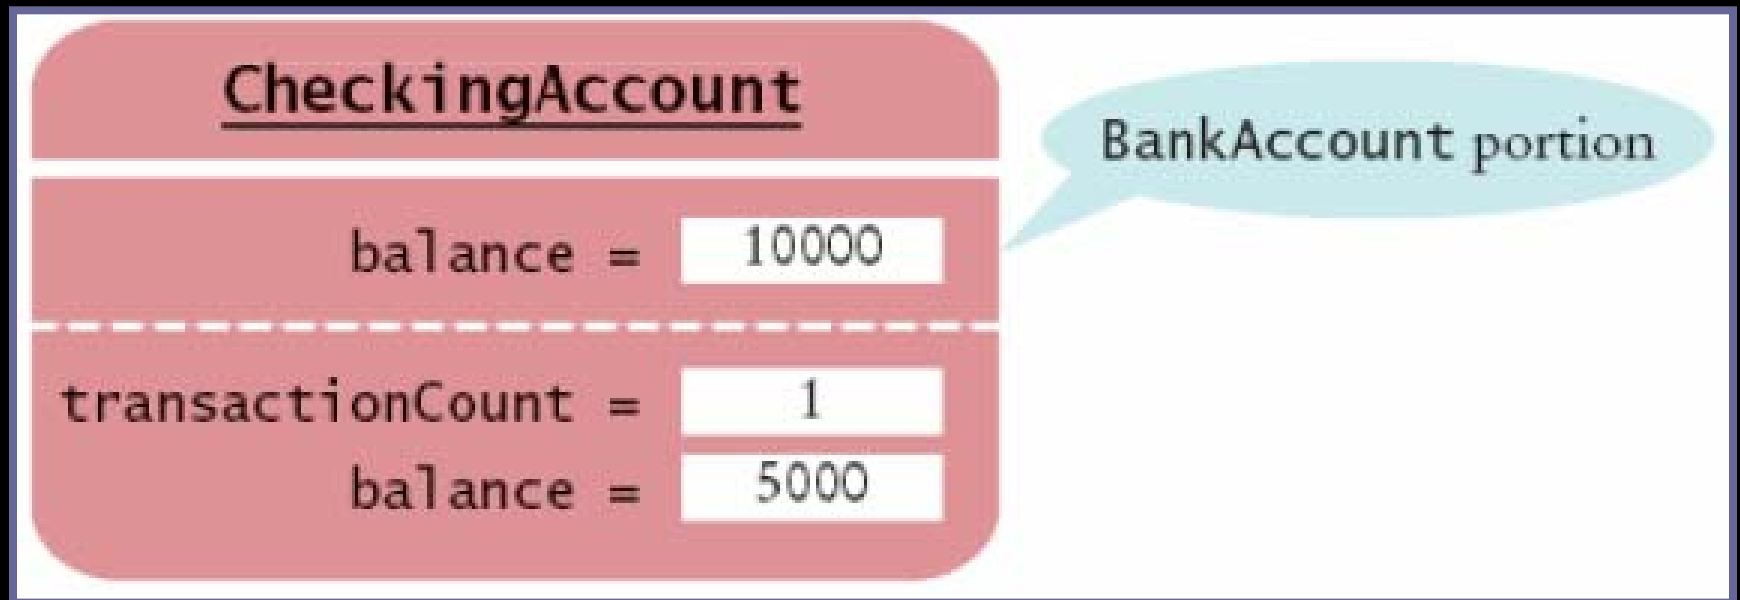 CheckingAccount
BankAccount portion
balance = 10000
transactionCount = 1
balance = 5000